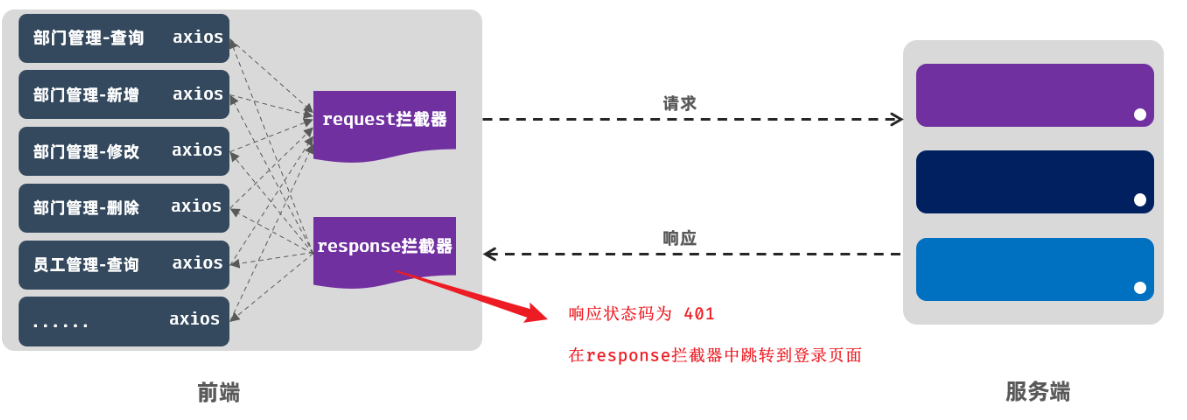 部门管理-查询 axios
部门管理-新增 axios
部门管理-修改 axios
部门管理-删除 axios
员工管理-查询 axios
...... axios
request拦截器
response拦截器
请求
响应
响应状态码为 401
在response拦截器中跳转到登录页面
前端
服务端